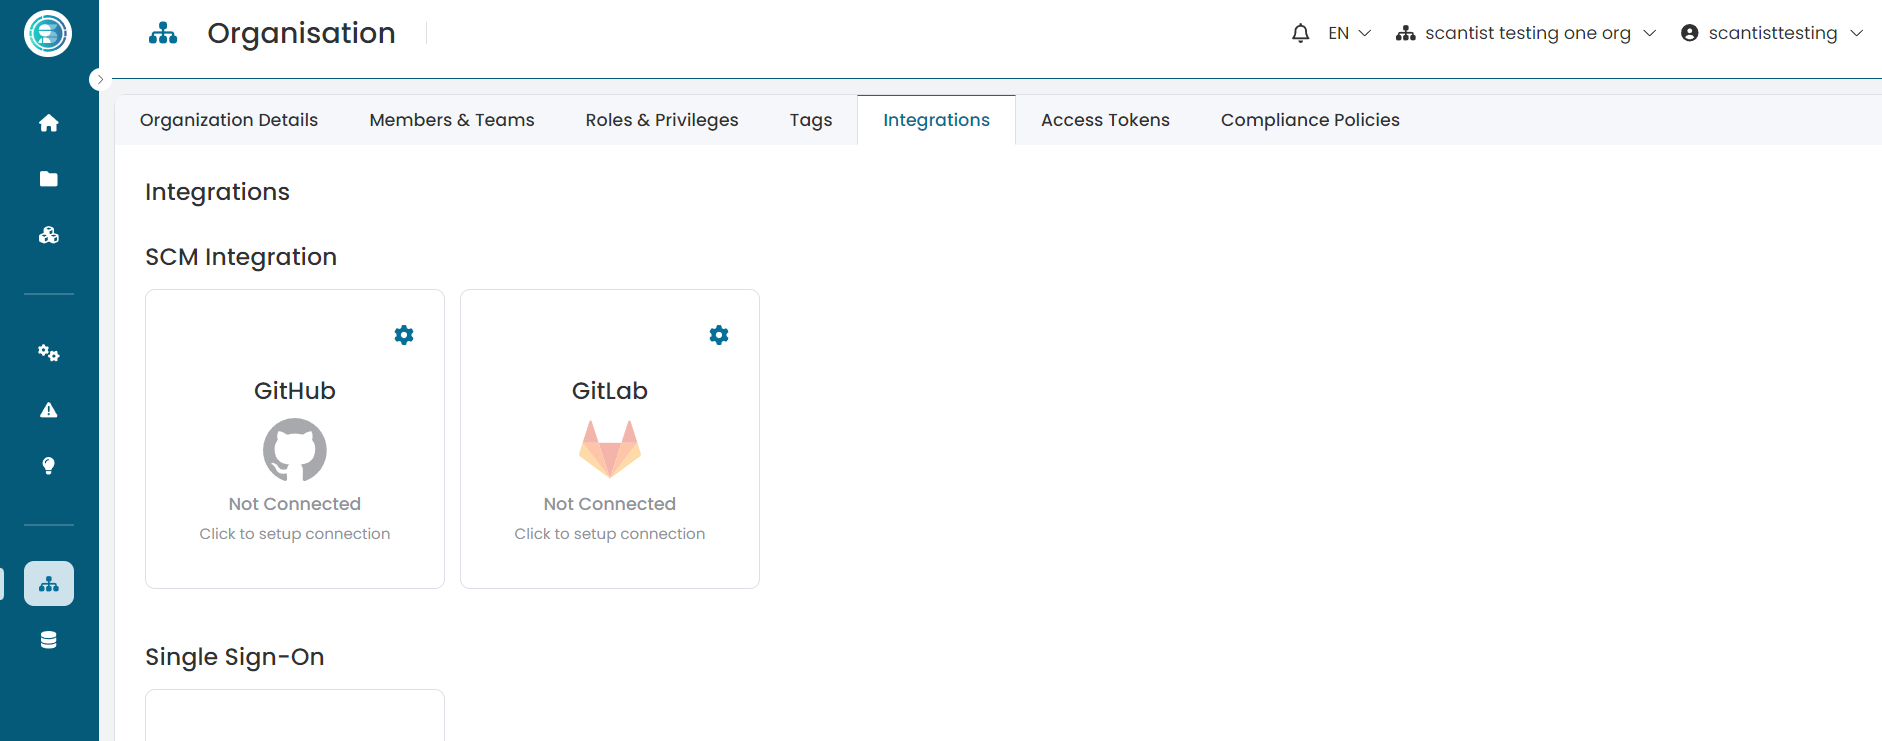 Organisation
EN
scantist testing one org
scantisttesting
Organization Details
Members & Teams
Roles & Privileges
Tags
Integrations
Access Tokens
Compliance Policies
Integrations
SCM Integration
GitHub
Not Connected
Click to setup connection
GitLab
Not Connected
Click to setup connection
Single Sign-On